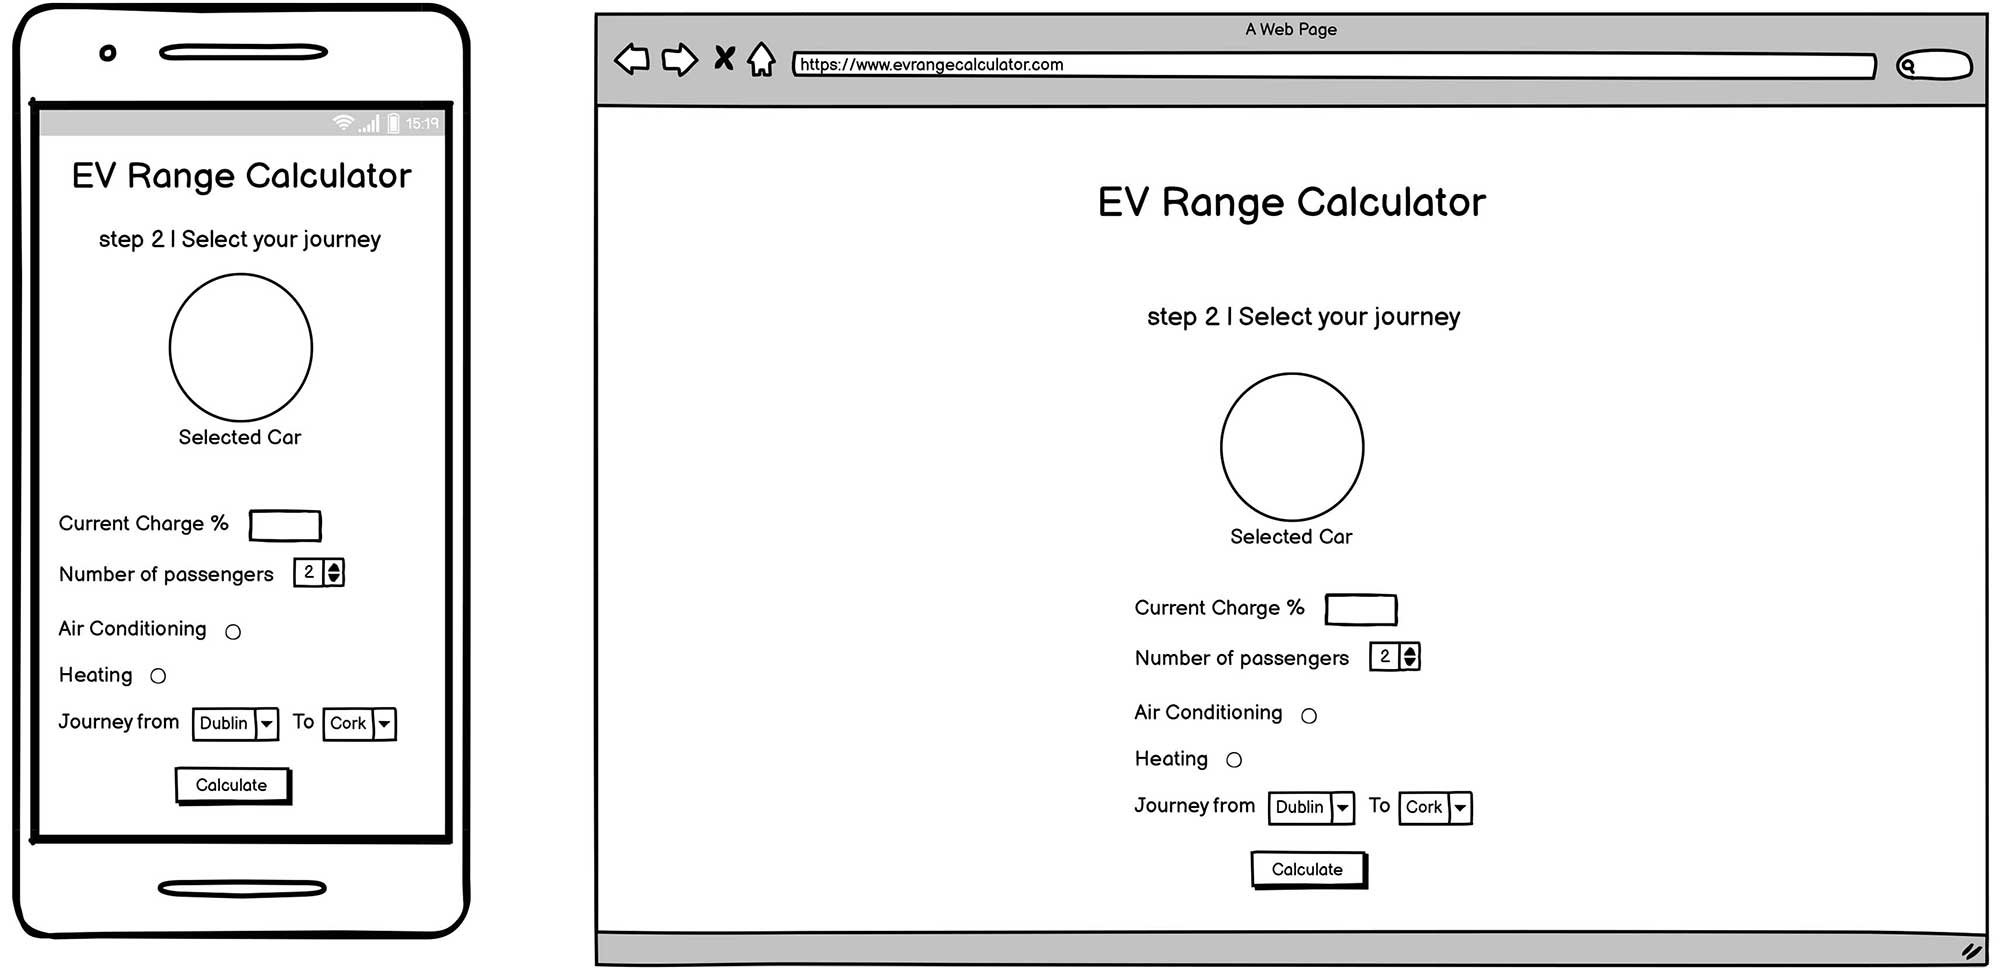 15:19
EV Range Calculator
step 2 | Select your journey
Selected Car
Current Charge %
Number of passengers 2
Air Conditioning
Heating
Journey from Dublin To Cork
Calculate
A Web Page
https://www.evrangecalculator.com
EV Range Calculator
step 2 | Select your journey
Selected Car
Current Charge %
Number of passengers 2
Air Conditioning
Heating
Journey from Dublin To Cork
Calculate